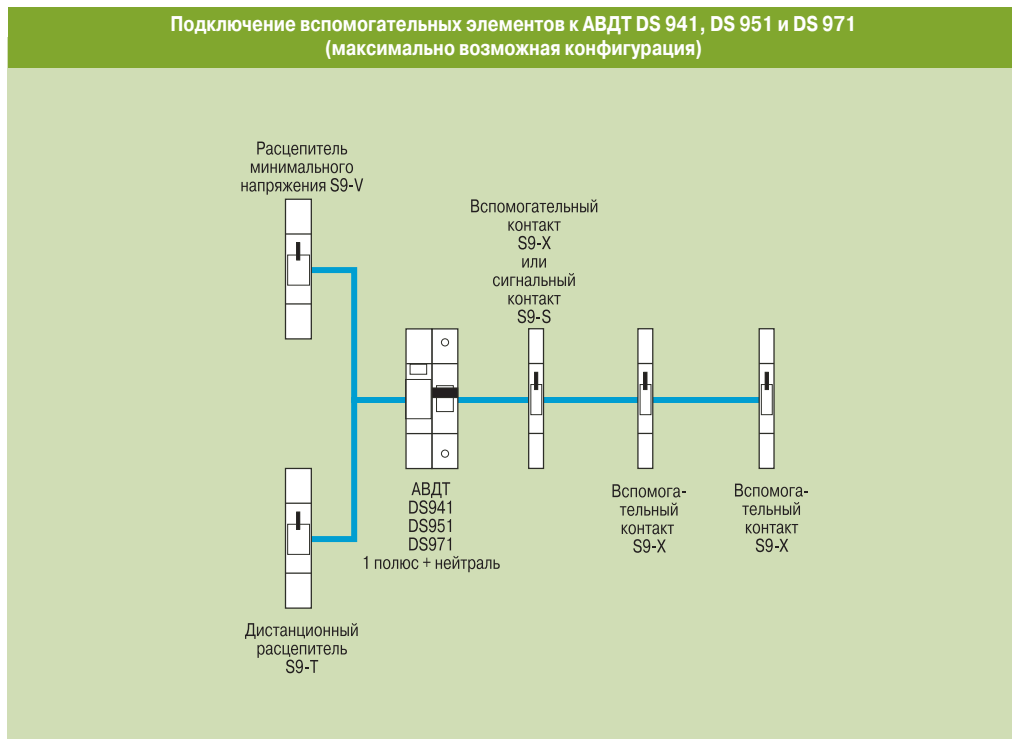 Подключение вспомогательных элементов к АВДТ DS 941, DS 951 и DS 971
(максимально возможная конфигурация)
Расцепитель
минимального
напряжения S9-V
Вспомогательный
контакт
S9-X
или
сигнальный
контакт
S9-S
АВДТ
DS941
DS951
DS971
1 полюс + нейтраль
Вспомога-
тельный
контакт
S9-X
Вспомога-
тельный
контакт
S9-X
Дистанционный
расцепитель
S9-T